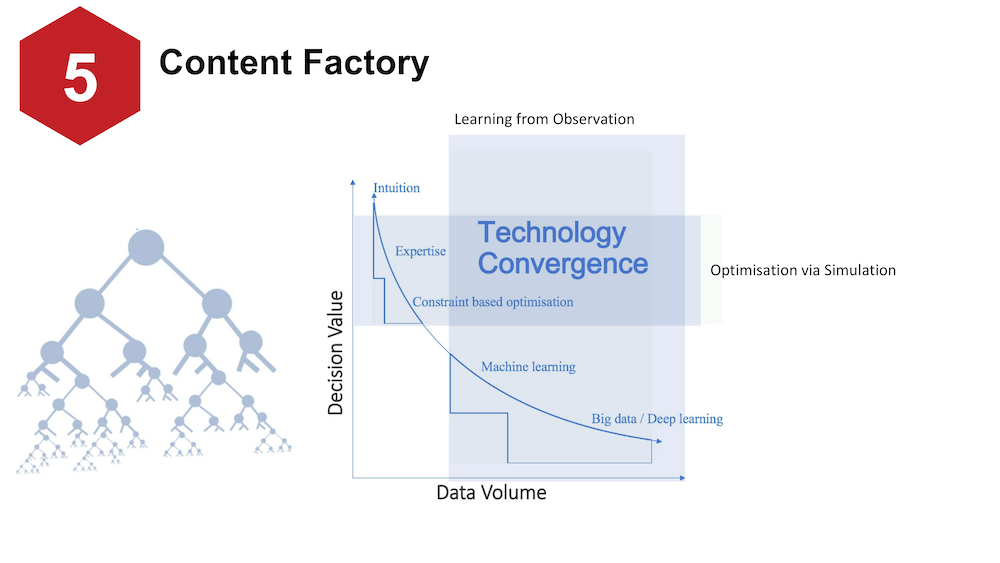 5
Content Factory
Learning from Observation
Intuition
Technology
Convergence
Expertise
Optimisation via Simulation
Constraint based optimisation
Decision Value
Machine learning
Big data / Deep learning
Data Volume